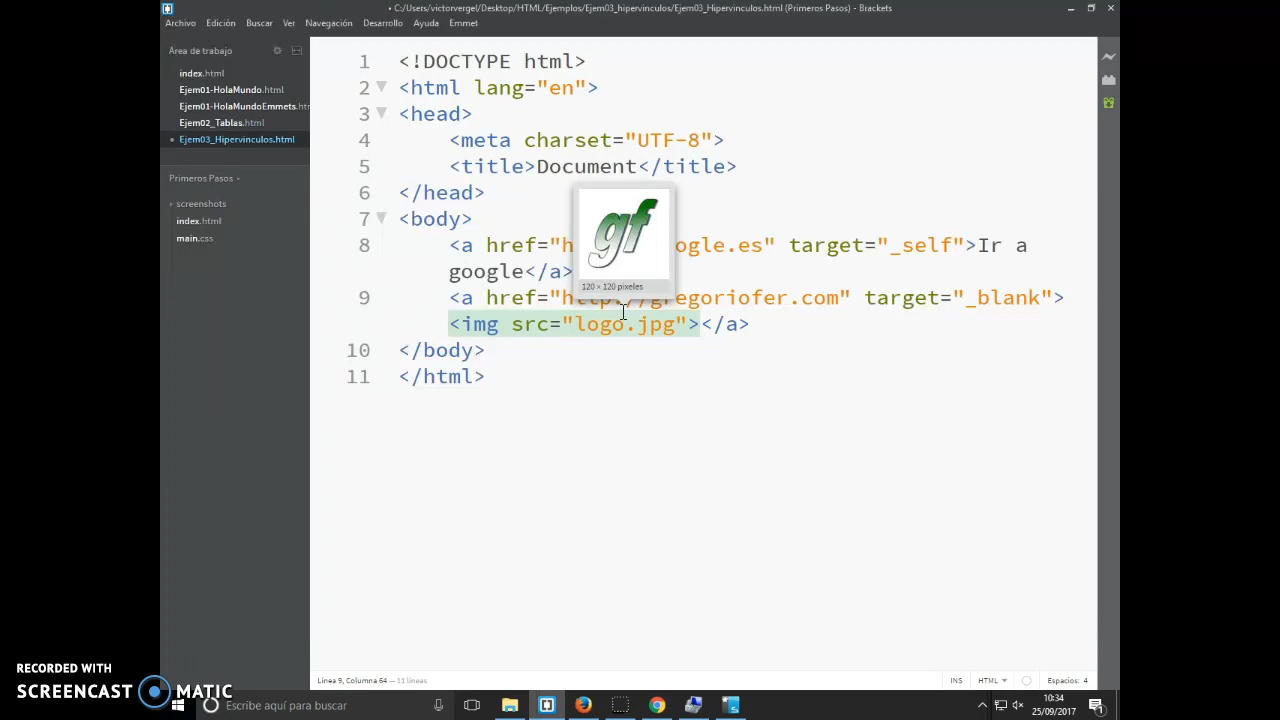 • C:/Users/victorvergel/Desktop/HTML/Ejemplos/Ejem03_hipervinculos/Ejem03_Hipervinculos.html (Primeros Pasos) - Brackets
Archivo Edición Buscar Ver Navegación Desarrollo Ayuda Emmet
Área de trabajo
index.html
Ejem01-HolaMundo.html
Ejem01-HolaMundoEmmets.htr
Ejem02_Tablas.html
• Ejem03_Hipervinculos.html
Primeros Pasos
screenshots
index.html
main.css
1 <!DOCTYPE html>
2 <html lang="en">
3 <head>
4 <meta charset="UTF-8">
5 <title>Document</title>
6 </head>
7 <body>
gf
8 <a href="h ogle.es" target="_self">Ir a
google</a>
120 × 120 píxeles
9 <a href="http://gregoriofer.com" target="_blank">
<img src="logo.jpg"></a>
10 </body>
11 </html>
Línea 9, Columna 64 — 11 líneas
INS HTML Espacios: 4
RECORDED WITH
SCREENCAST MATIC
Escribe aquí para buscar
10:34
25/09/2017
1